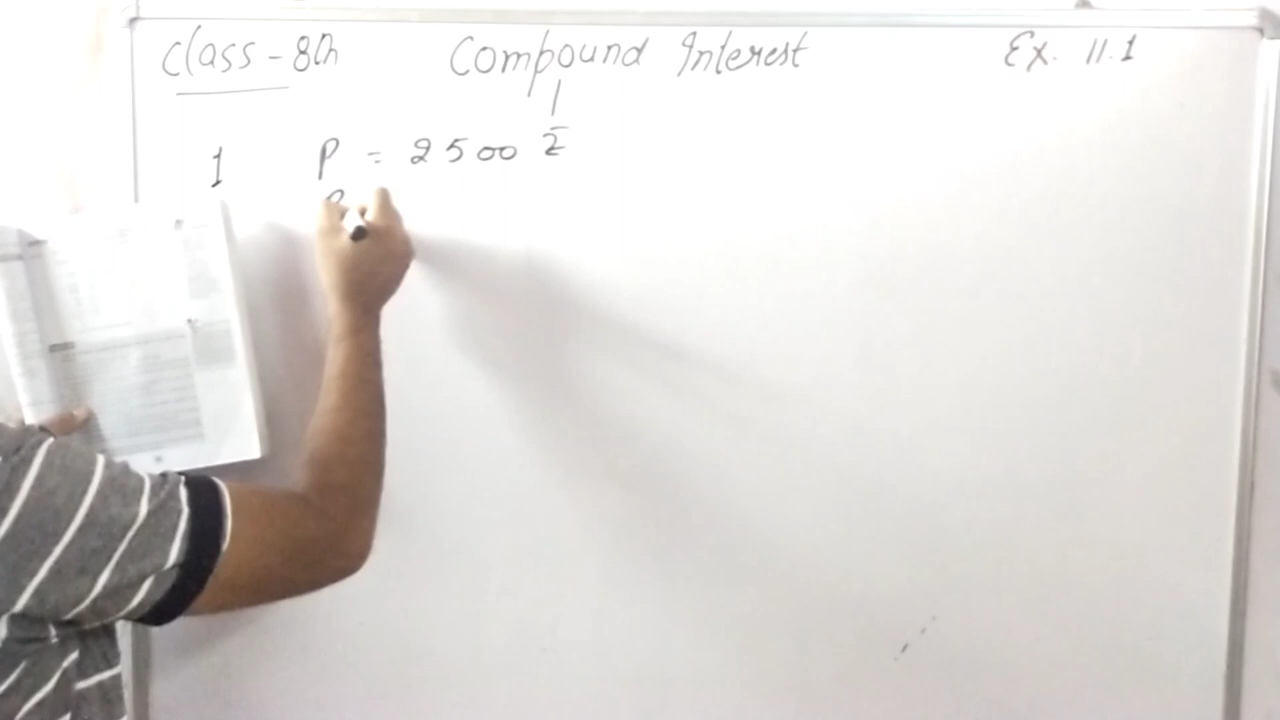 Class - 8th Compound Interest Ex. 11.1
1 P = 2500